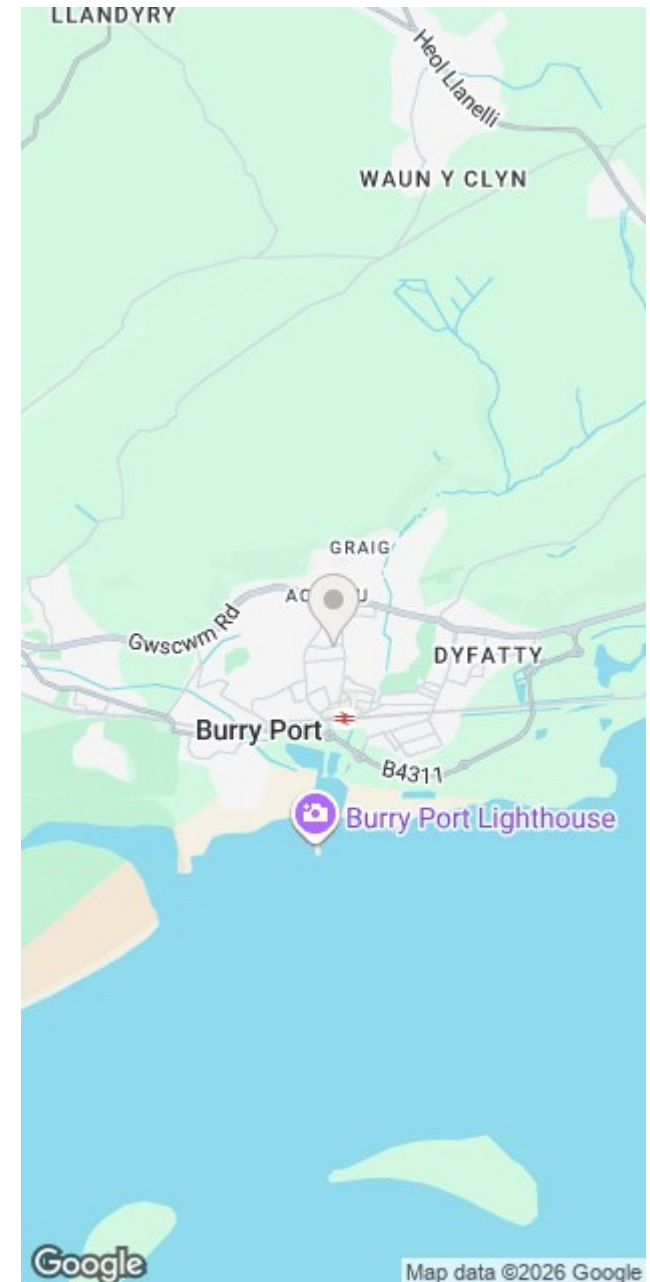 LLANDYRY
Heol Llanelli
WAUN Y CLYN
GRAIG
Gwscwm Rd
DYFATTY
Burry Port
B4311
Burry Port Lighthouse
Google
Map data ©2026 Google